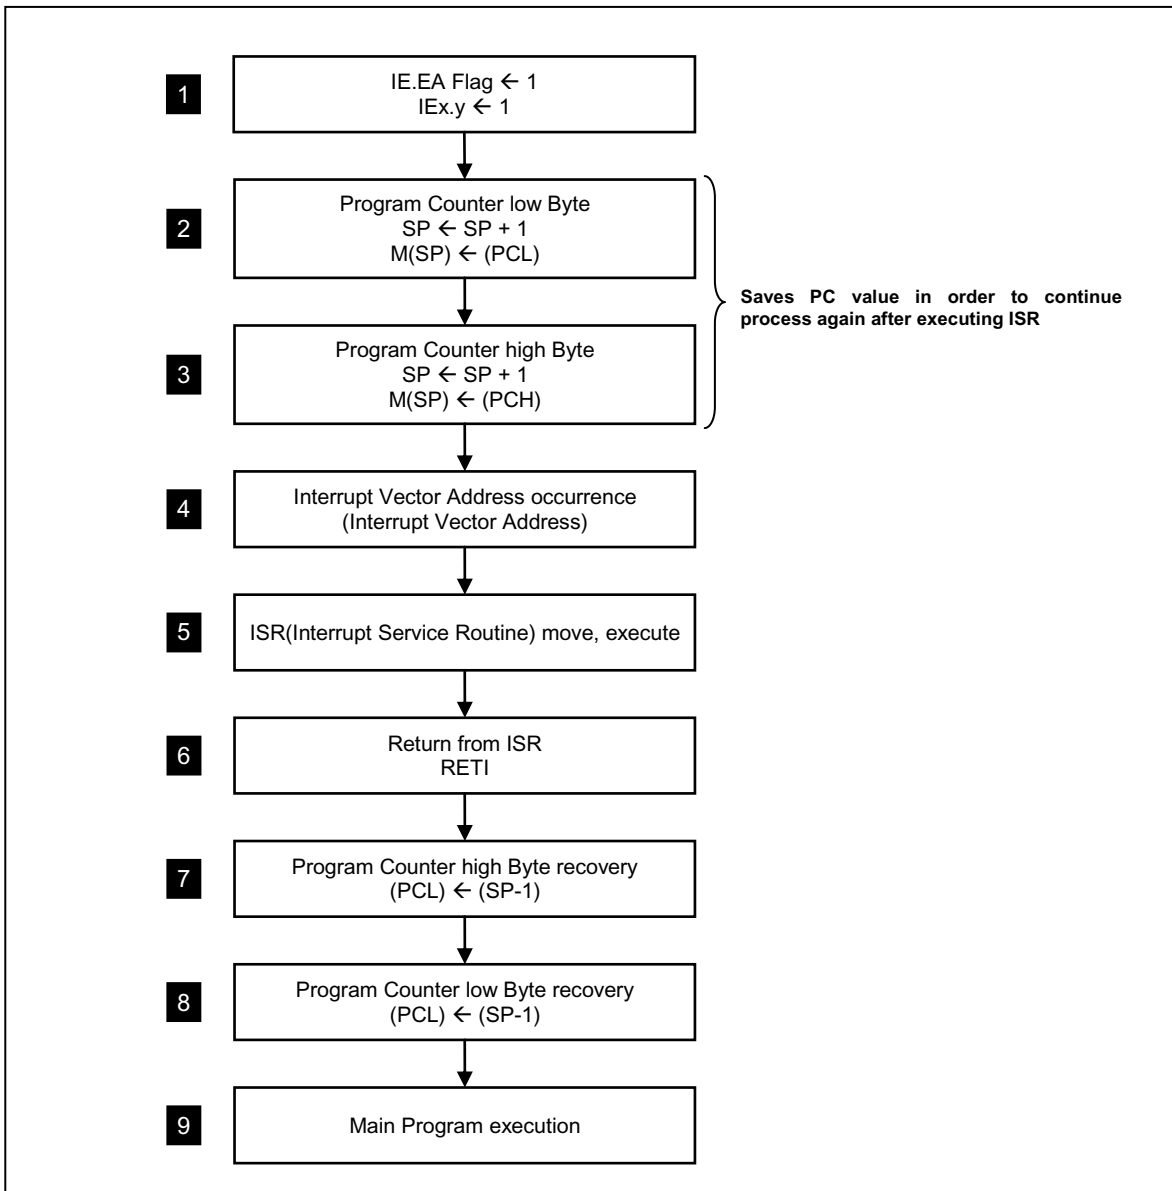 1
IE.EA Flag ← 1
IEx.y ← 1
2
Program Counter low Byte
SP ← SP + 1
M(SP) ← (PCL)
Saves PC value in order to continue
process again after executing ISR
3
Program Counter high Byte
SP ← SP + 1
M(SP) ← (PCH)
4
Interrupt Vector Address occurrence
(Interrupt Vector Address)
5
ISR(Interrupt Service Routine) move, execute
6
Return from ISR
RETI
7
Program Counter high Byte recovery
(PCL) ← (SP-1)
8
Program Counter low Byte recovery
(PCL) ← (SP-1)
9
Main Program execution